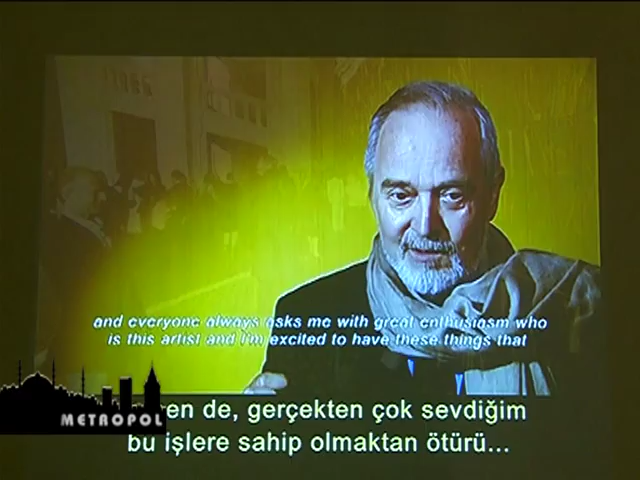 and everyone always asks me with great enthusiasm who
is this artist and I'm excited to have these things that
METROPOL
de, gerçekten çok sevdiğim
bu işlere sahip olmaktan ötürü...